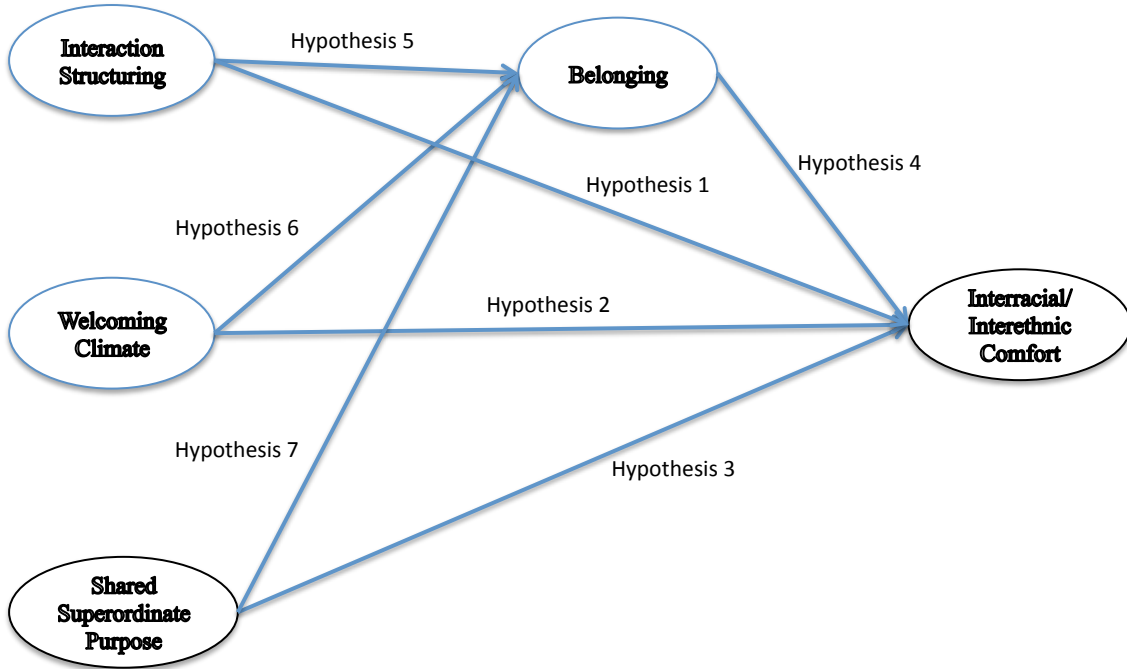 Interaction
Structuring
Hypothesis 5
Belonging
Hypothesis 1
Hypothesis 4
Hypothesis 6
Welcoming
Climate
Hypothesis 2
Interracial/
Interethnic
Comfort
Hypothesis 7
Hypothesis 3
Shared
Superordinate
Purpose